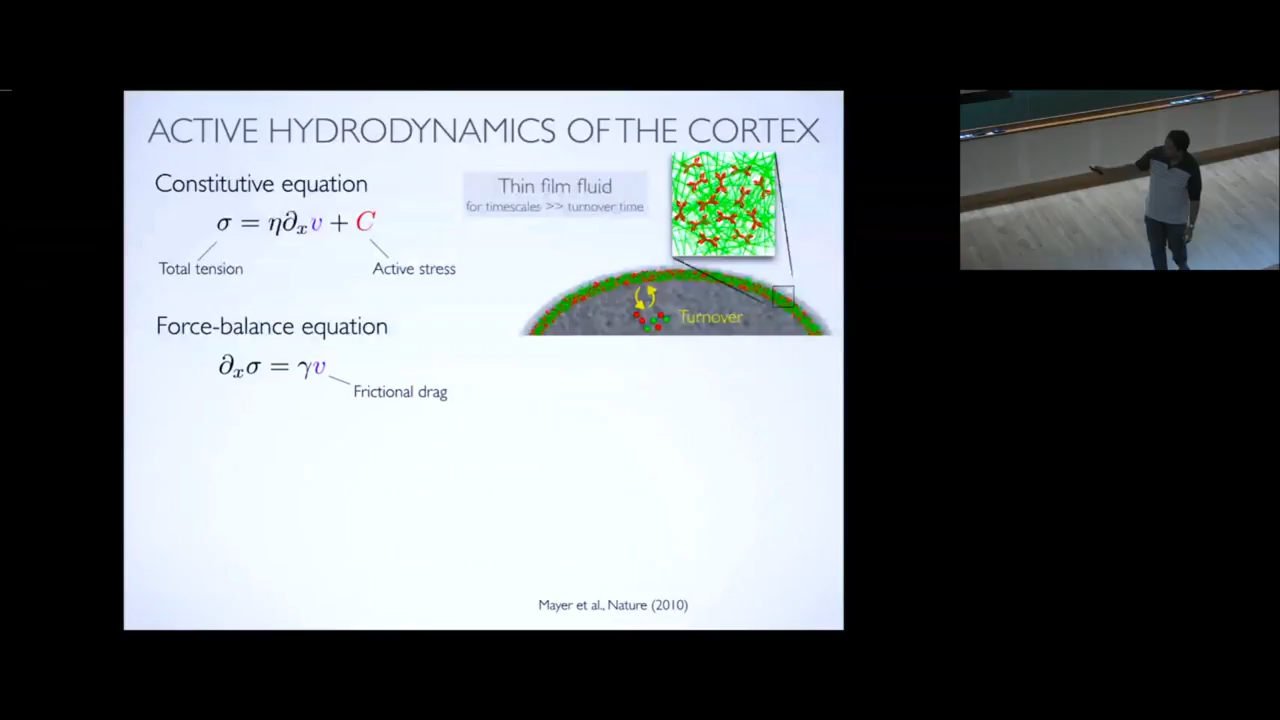 ACTIVE HYDRODYNAMICS OF THE CORTEX
Constitutive equation
σ = η∂ₓv + C
Total tension
Active stress
Thin film fluid
for timescales >> turnover time
Turnover
Force-balance equation
∂ₓσ = γv
Frictional drag
Mayer et al., Nature (2010)